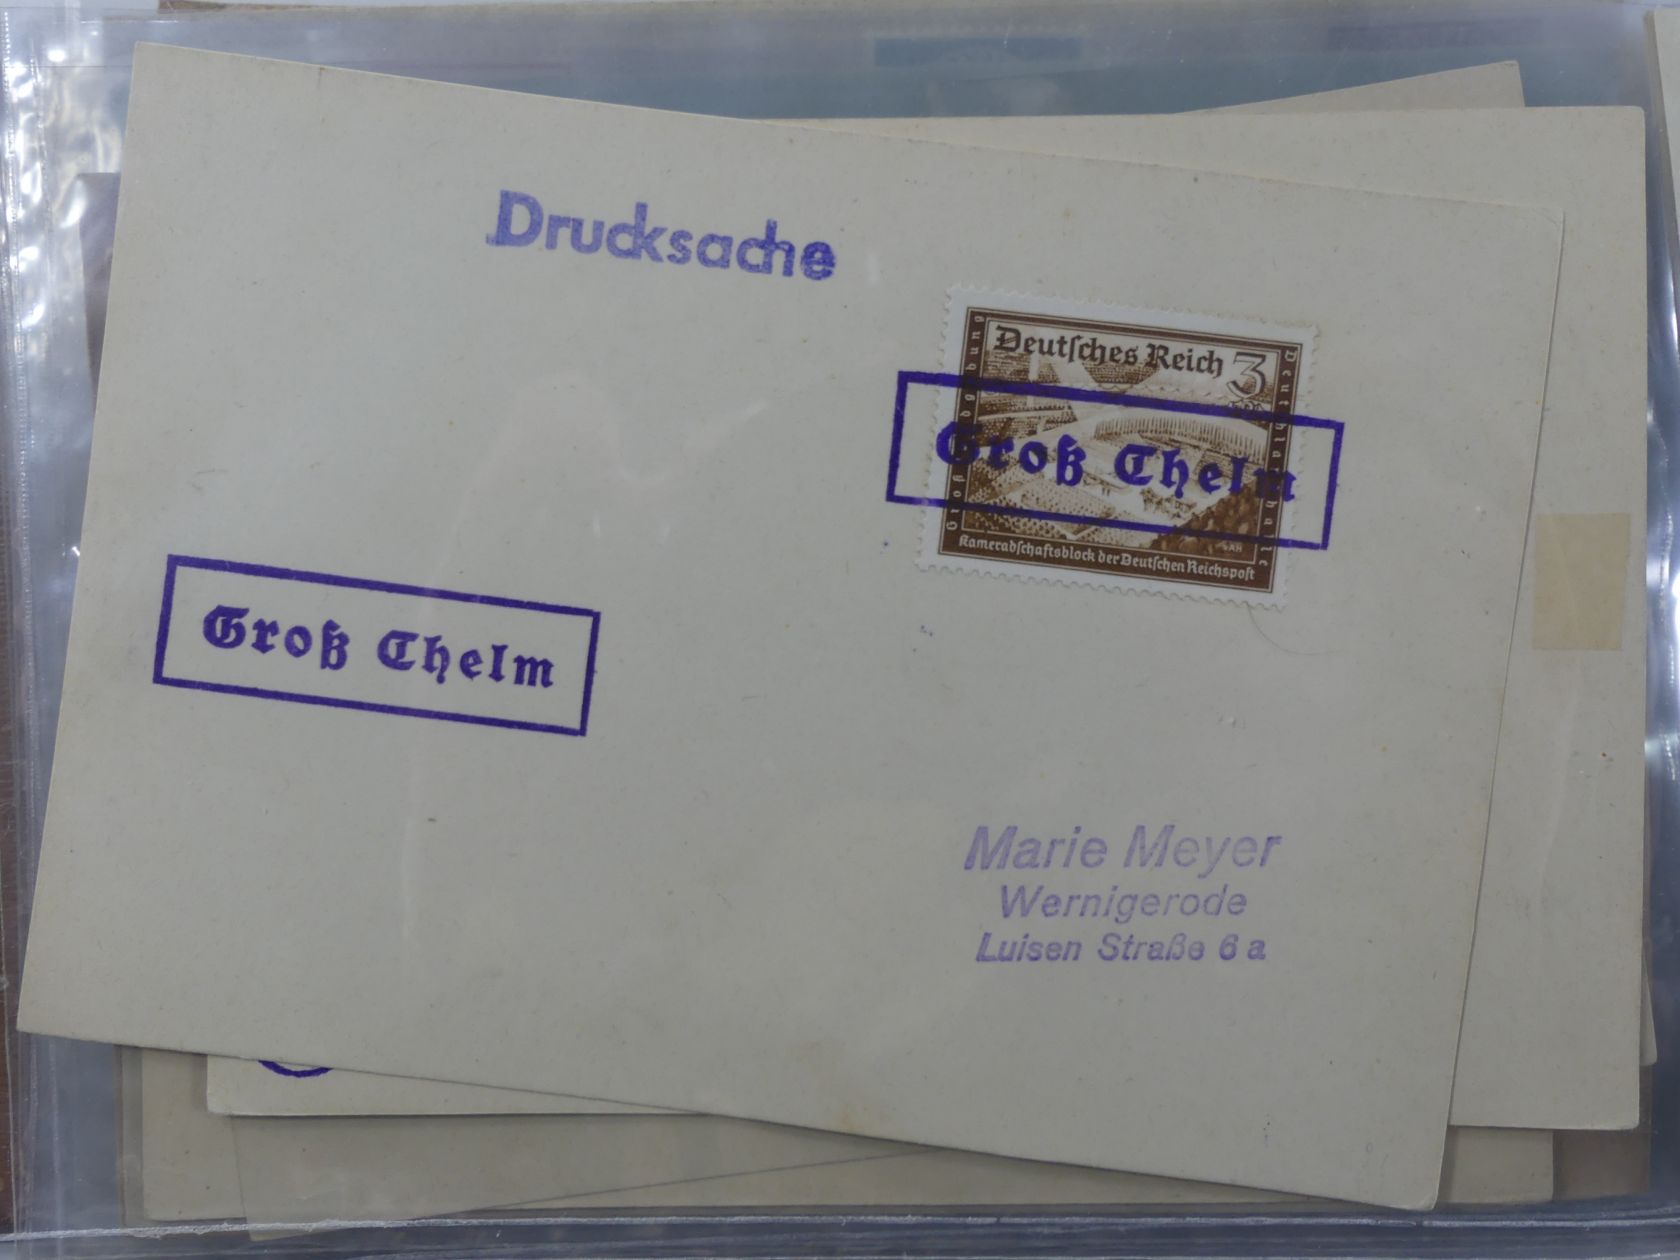 Drucksache
Deutsches Reich 3
Groß Chelm
Kameradschaftsblock der Deutschen Reichspost
Groß Chelm
Marie Meyer
Wernigerode
Luisen Straße 6 a